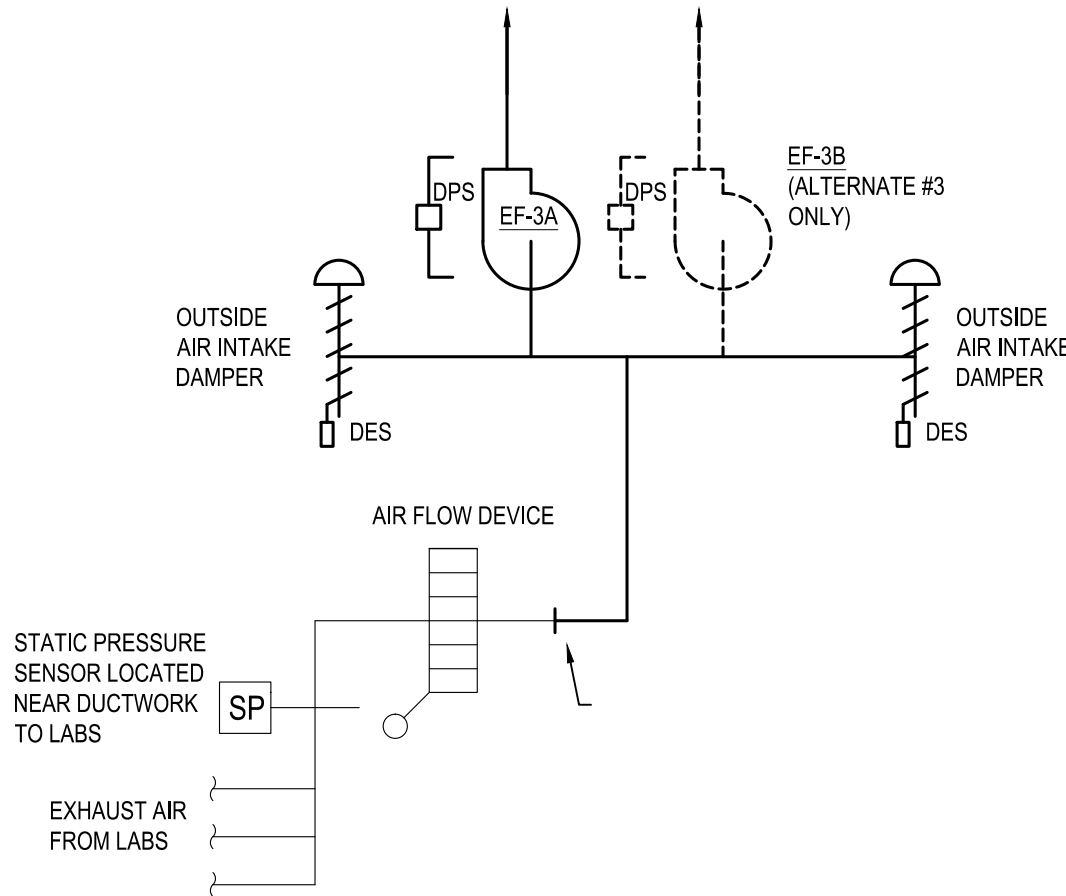 DPS
EF-3A
DPS
EF-3B
(ALTERNATE #3
ONLY)
OUTSIDE
AIR INTAKE
DAMPER
DES
OUTSIDE
AIR INTAKE
DAMPER
DES
AIR FLOW DEVICE
STATIC PRESSURE
SENSOR LOCATED
NEAR DUCTWORK
TO LABS
SP
EXHAUST AIR
FROM LABS